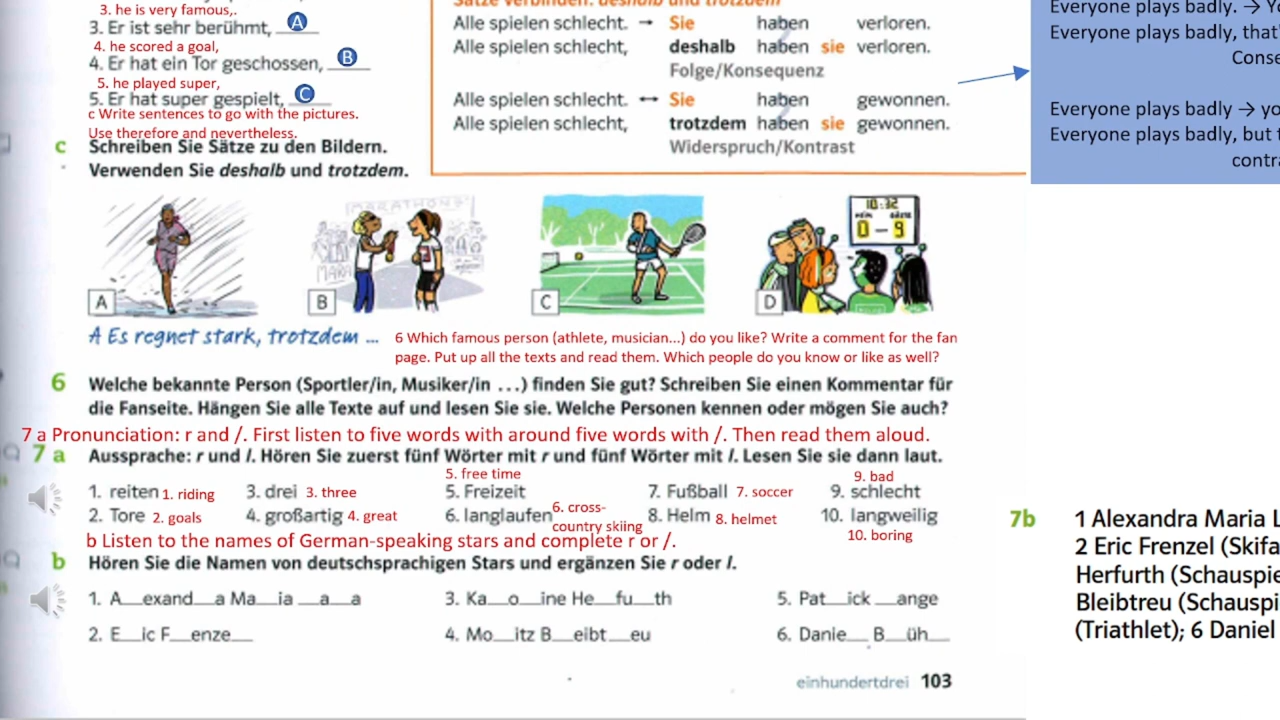 3. he is very famous,.
3. Er ist sehr berühmt, ___ A
4. he scored a goal,
4. Er hat ein Tor geschossen, ___ B
5. he played super,
5. Er hat super gespielt, ___ C
c Write sentences to go with the pictures.
Use therefore and nevertheless.
c Schreiben Sie Sätze zu den Bildern.
Verwenden Sie deshalb und trotzdem.
Sätze verbinden: deshalb und trotzdem
Alle spielen schlecht. → Sie haben verloren.
Alle spielen schlecht, deshalb haben sie verloren.
Folge/Konsequenz
Alle spielen schlecht. ↔ Sie haben gewonnen.
Alle spielen schlecht, trotzdem haben sie gewonnen.
Widerspruch/Kontrast
Everyone plays badly. →
Everyone plays badly, that'
Conse
Everyone plays badly → yo
Everyone plays badly, but t
contra
MARATHON
10:32
0-9
A
B
C
D
A Es regnet stark, trotzdem ...
6 Which famous person (athlete, musician...) do you like? Write a comment for the fan
page. Put up all the texts and read them. Which people do you know or like as well?
6 Welche bekannte Person (Sportler/in, Musiker/in ...) finden Sie gut? Schreiben Sie einen Kommentar für
die Fanseite. Hängen Sie alle Texte auf und lesen Sie sie. Welche Personen kennen oder mögen Sie auch?
7 a Pronunciation: r and /. First listen to five words with around five words with /. Then read them aloud.
7 a Aussprache: r und l. Hören Sie zuerst fünf Wörter mit r und fünf Wörter mit l. Lesen Sie sie dann laut.
1. reiten 1. riding 3. drei 3. three 5. free time 5. Freizeit 7. Fußball 7. soccer 9. bad 9. schlecht
2. Tore 2. goals 4. großartig 4. great 6. langlaufen 6. cross-country skiing 8. Helm 8. helmet 10. langweilig 10. boring
b Listen to the names of German-speaking stars and complete r or /.
b Hören Sie die Namen von deutschsprachigen Stars und ergänzen Sie r oder l.
1. A__exand__a Ma__ia __a__a 3. Ka__o__ine He__fu__th 5. Pat__ick __ange
2. E__ic F__enze__ 4. Mo__itz B__eibt__eu 6. Danie__ B__üh__
7b 1 Alexandra Maria L
2 Eric Frenzel (Skifa
Herfurth (Schauspie
Bleibtreu (Schauspi
(Triathlet); 6 Daniel
einhundertdrei 103